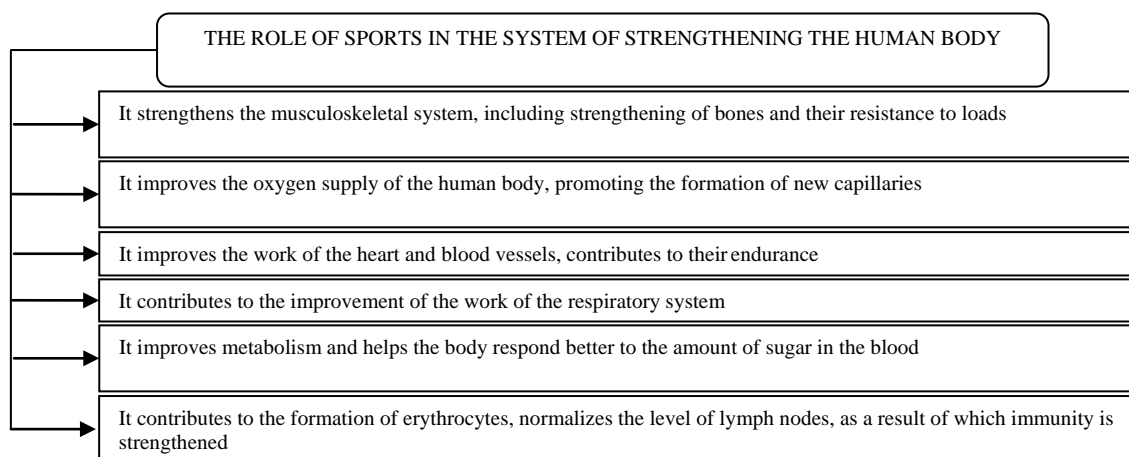 THE ROLE OF SPORTS IN THE SYSTEM OF STRENGTHENING THE HUMAN BODY
It strengthens the musculoskeletal system, including strengthening of bones and their resistance to loads
It improves the oxygen supply of the human body, promoting the formation of new capillaries
It improves the work of the heart and blood vessels, contributes to their endurance
It contributes to the improvement of the work of the respiratory system
It improves metabolism and helps the body respond better to the amount of sugar in the blood
It contributes to the formation of erythrocytes, normalizes the level of lymph nodes, as a result of which immunity is
strengthened